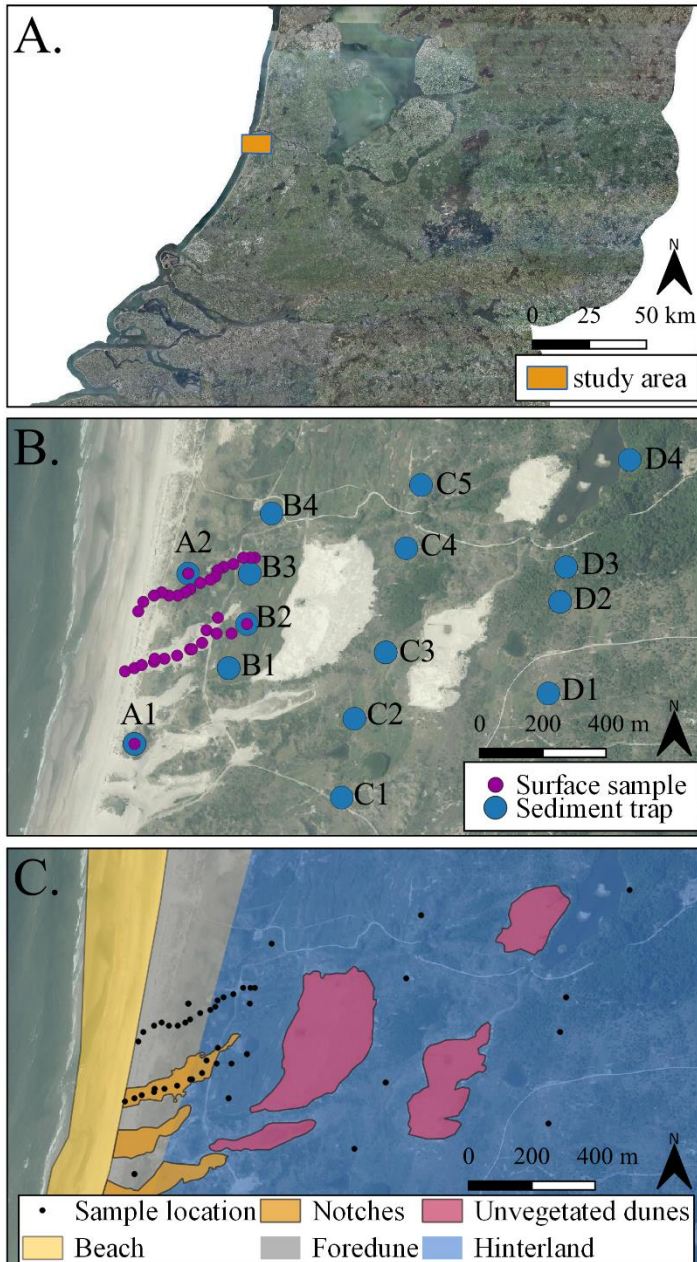 A.
N
0 25 50 km
study area
B.
D4
C5
B4
C4
A2
B3
D3
D2
B2
C3
B1
D1
C2
A1
0 200 400 m
N
C1
Surface sample
Sediment trap
C.
N
0 200 400 m
Sample location Notches Unvegetated dunes
Beach Foredune Hinterland